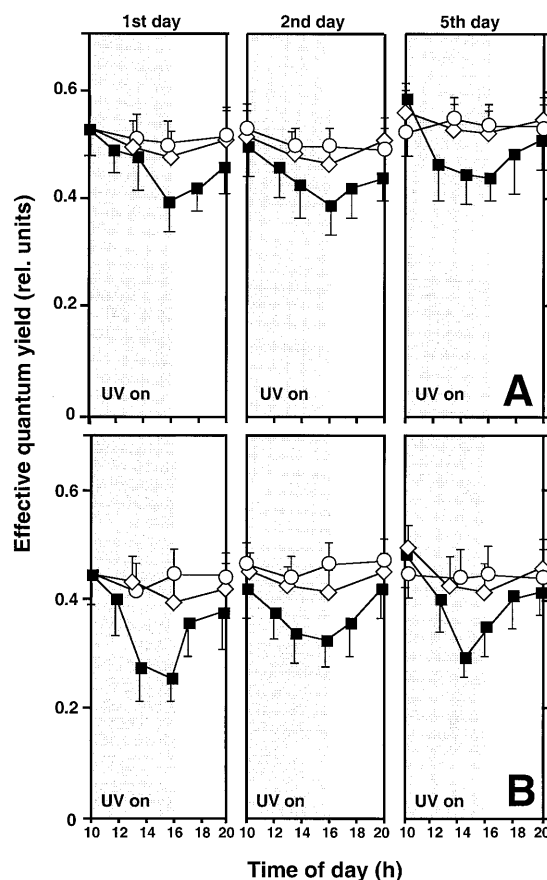 1st day 2nd day 5th day
Effective quantum yield (rel. units)
0.6
0.4
0.2
0
UV on UV on UV on A
0.6
0.4
0.2
0
UV on UV on UV on B
10 12 14 16 18 20 10 12 14 16 18 20 10 12 14 16 18 20
Time of day (h)